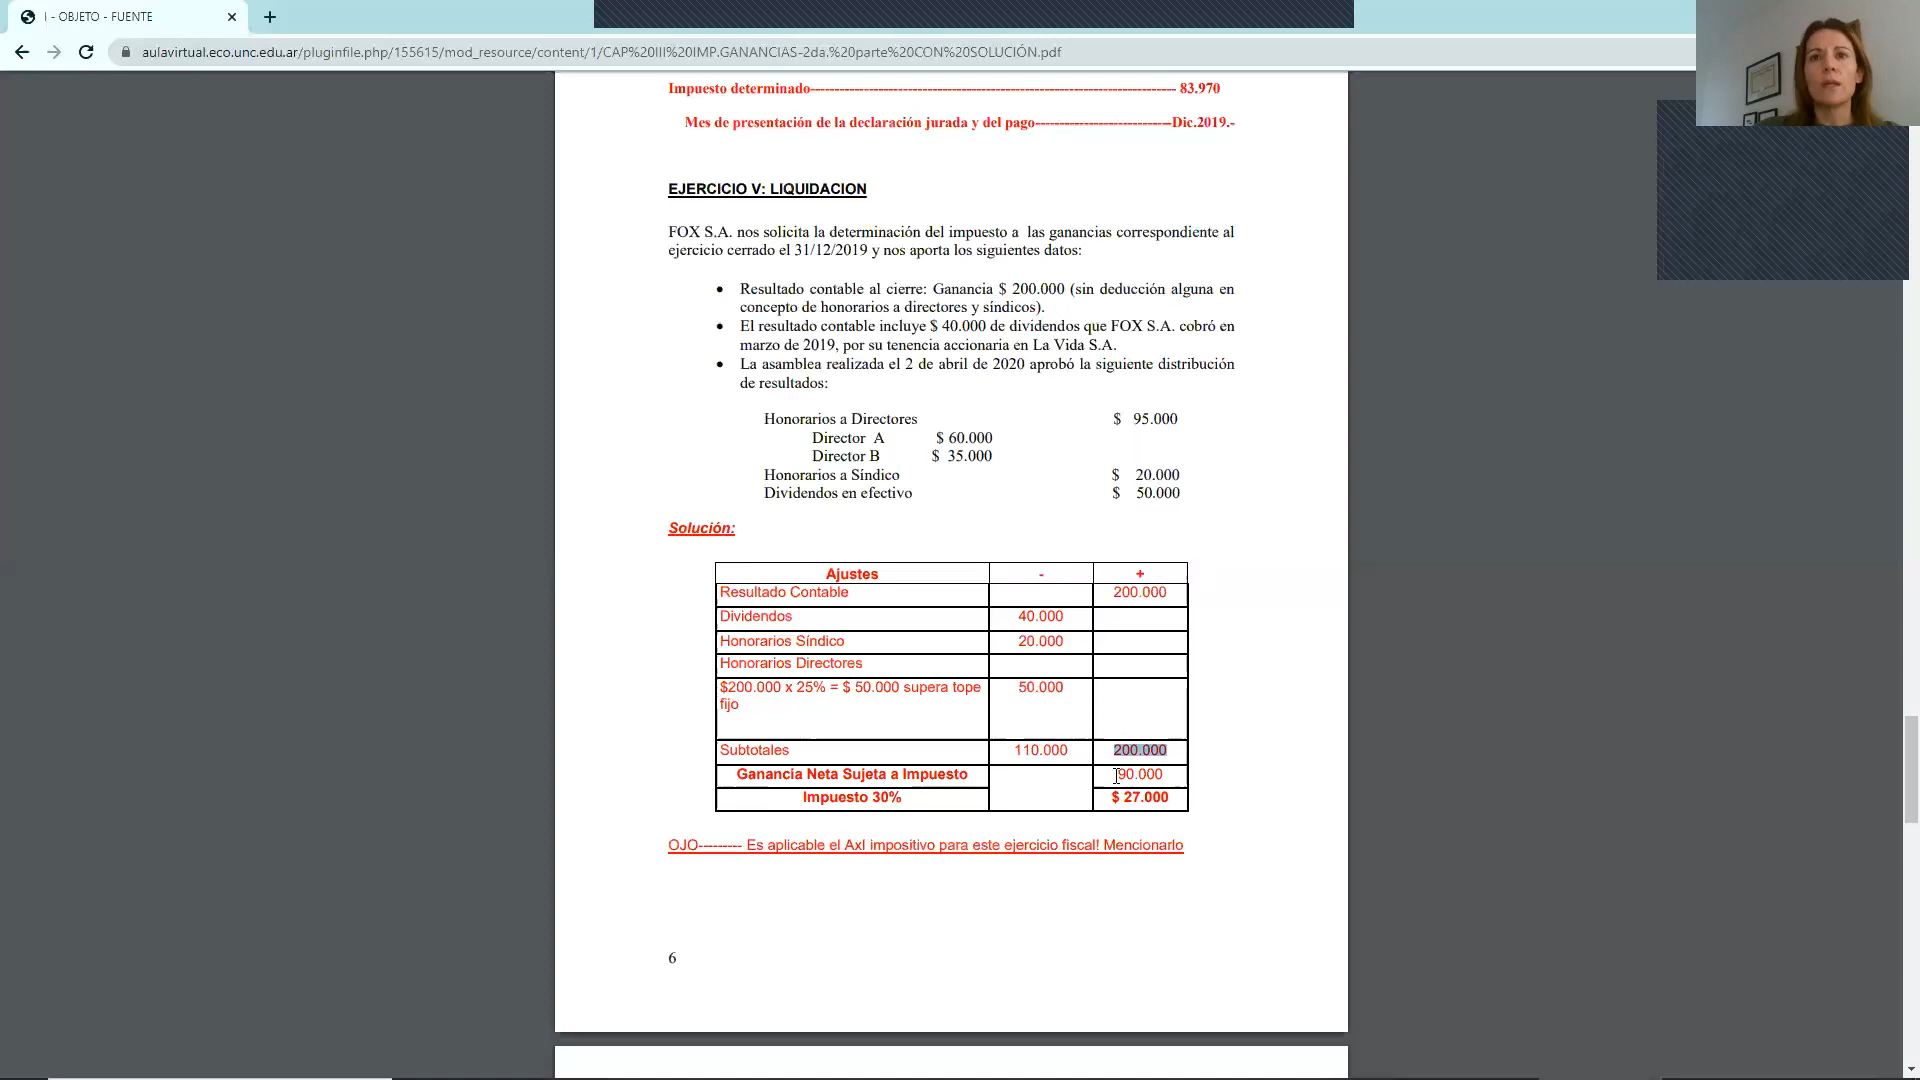 I - OBJETO - FUENTE
aulavirtual.eco.unc.edu.ar/pluginfile.php/155615/mod_resource/content/1/CAP%20III%20IMP.GANANCIAS-2da.%20parte%20CON%20SOLUCIÓN.pdf
Impuesto determinado-------------------------------------------------------------------------- 83.970
Mes de presentación de la declaración jurada y del pago---------------------------Dic.2019.-
EJERCICIO V: LIQUIDACION
FOX S.A. nos solicita la determinación del impuesto a las ganancias correspondiente al
ejercicio cerrado el 31/12/2019 y nos aporta los siguientes datos:
• Resultado contable al cierre: Ganancia $ 200.000 (sin deducción alguna en
concepto de honorarios a directores y síndicos).
• El resultado contable incluye $ 40.000 de dividendos que FOX S.A. cobró en
marzo de 2019, por su tenencia accionaria en La Vida S.A.
• La asamblea realizada el 2 de abril de 2020 aprobó la siguiente distribución
de resultados:
Honorarios a Directores $ 95.000
Director A $ 60.000
Director B $ 35.000
Honorarios a Síndico $ 20.000
Dividendos en efectivo $ 50.000
Solución:
Ajustes - +
Resultado Contable 200.000
Dividendos 40.000
Honorarios Síndico 20.000
Honorarios Directores
$200.000 x 25% = $ 50.000 supera tope 50.000
fijo
Subtotales 110.000 200.000
Ganancia Neta Sujeta a Impuesto 90.000
Impuesto 30% $ 27.000
OJO--------- Es aplicable el AxI impositivo para este ejercicio fiscal! Mencionarlo
6